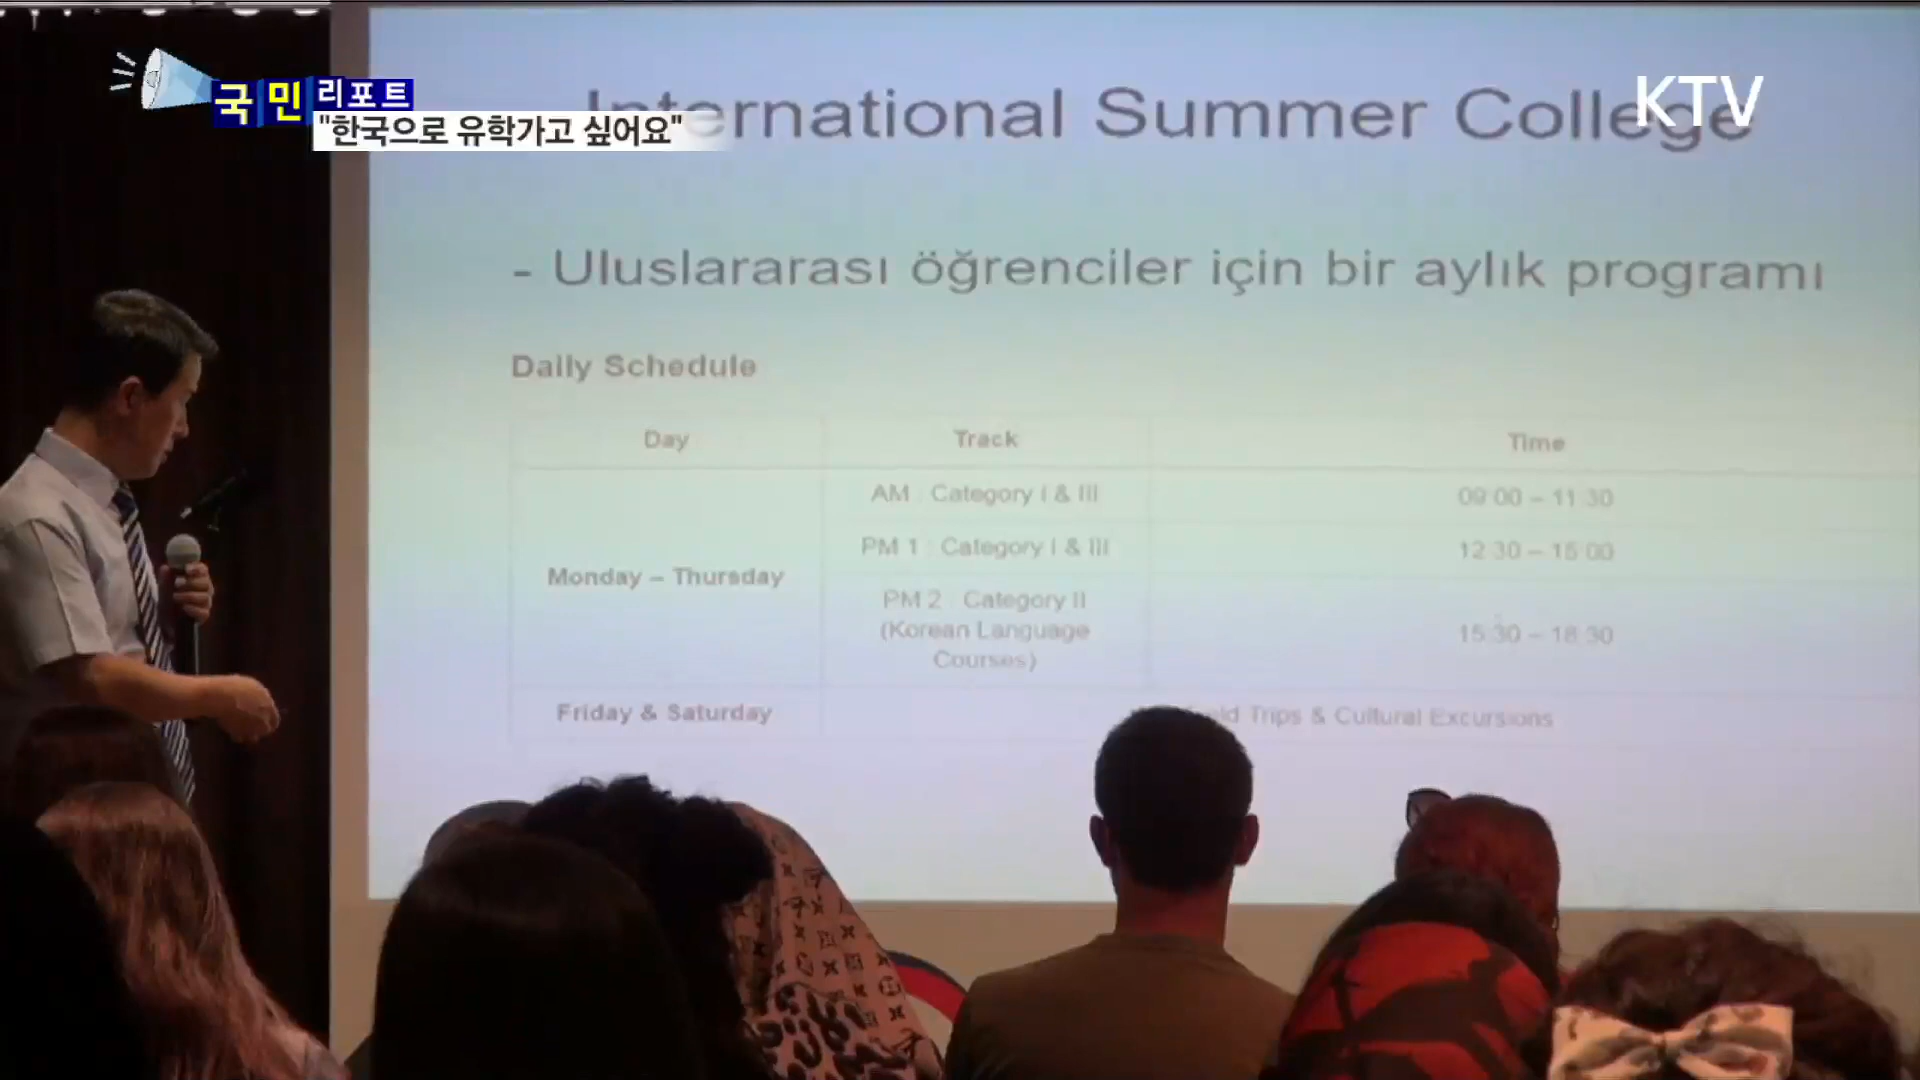 국민 리포트
"한국으로 유학가고 싶어요"
KTV
International Summer College
- Uluslararası öğrenciler için bir aylık programı
Daily Schedule
Day Track Time
AM : Category I & III 09:00 – 11:30
PM 1 : Category I & III 12:30 – 15:00
Monday – Thursday
PM 2 : Category II
(Korean Language
Courses)
15:30 – 18:30
Friday & Saturday Trips & Cultural Excursions